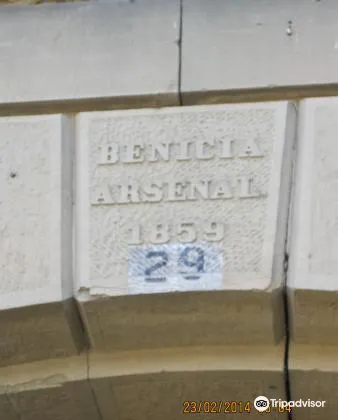 BENICIA
ARSENAL
1859
29
23/02/2014
Tripadvisor